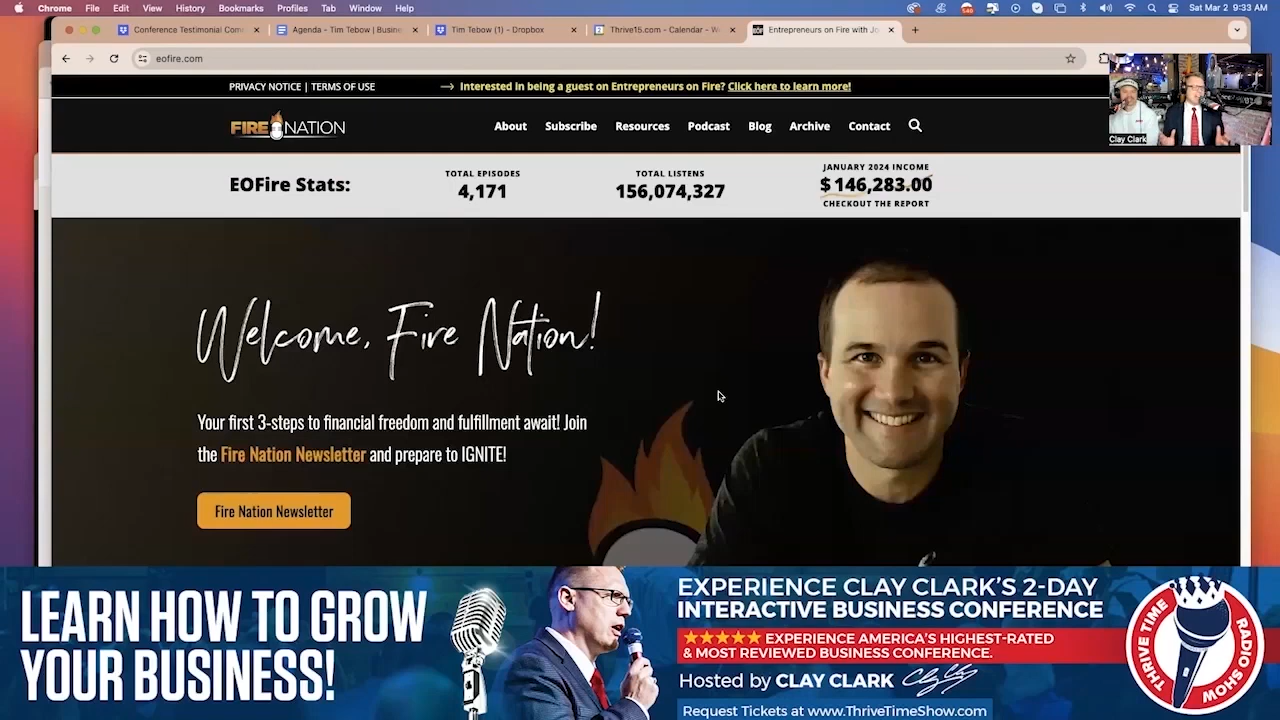 Chrome File Edit View History Bookmarks Profiles Tab Window Help
Sat Mar 2 9:33 AM
Conference Testimonial Com
Agenda - Tim Tebow | Busine
Tim Tebow (1) - Dropbox
Thrive15.com - Calendar - W
Entrepreneurs on Fire with Jo
eofire.com
PRIVACY NOTICE | TERMS OF USE
Interested in being a guest on Entrepreneurs on Fire? Click here to learn more!
FIRE NATION
About Subscribe Resources Podcast Blog Archive Contact
Clay Clark
EOFire Stats:
TOTAL EPISODES
4,171
TOTAL LISTENS
156,074,327
JANUARY 2024 INCOME
$146,283.00
CHECKOUT THE REPORT
Welcome, Fire Nation!
Your first 3-steps to financial freedom and fulfillment await! Join
the Fire Nation Newsletter and prepare to IGNITE!
Fire Nation Newsletter
LEARN HOW TO GROW
YOUR BUSINESS!
EXPERIENCE CLAY CLARK'S 2-DAY
INTERACTIVE BUSINESS CONFERENCE
EXPERIENCE AMERICA'S HIGHEST-RATED
& MOST REVIEWED BUSINESS CONFERENCE.
Hosted by CLAY CLARK
Request Tickets at www.ThriveTimeShow.com
THRIVE TIME
RADIO SHOW